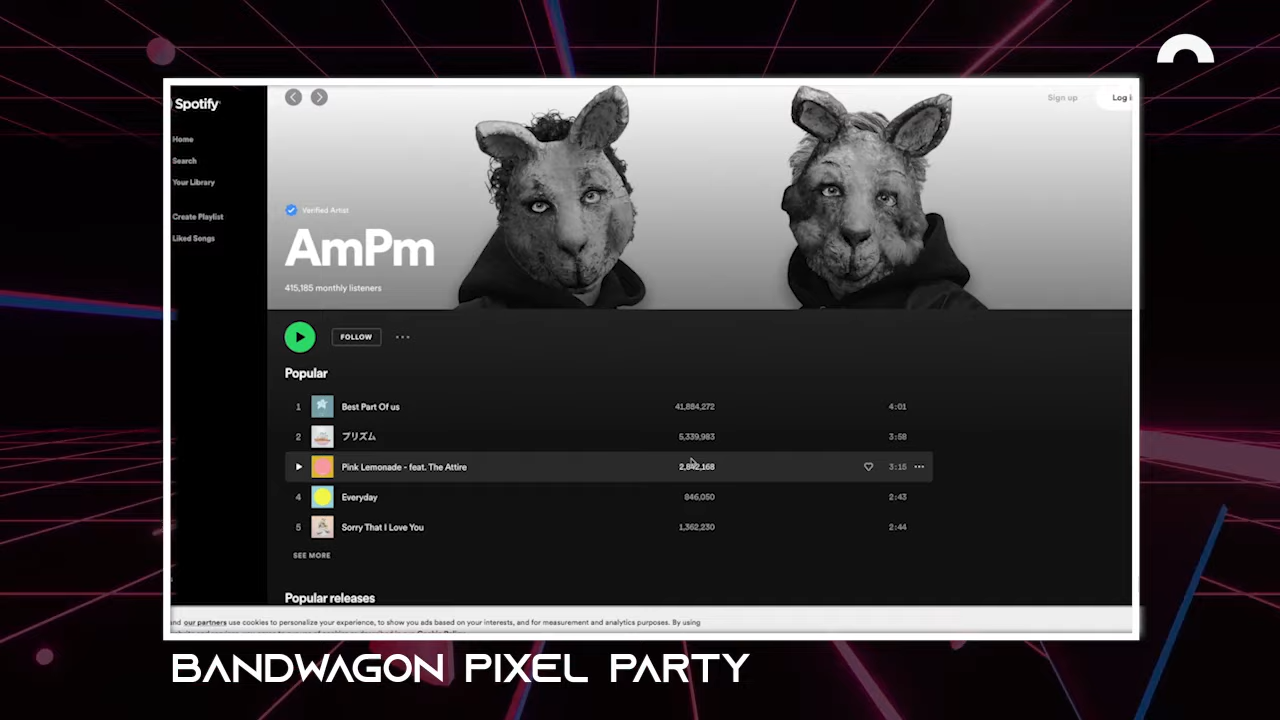 Spotify
Sign up
Log i
Home
Search
Your Library
Create Playlist
Liked Songs
Verified Artist
AmPm
415,185 monthly listeners
FOLLOW
Popular
1 Best Part Of us 41,884,272 4:01
2 プリズム 5,339,983 3:58
Pink Lemonade - feat. The Attire 2,842,168 3:15
4 Everyday 846,050 2:43
5 Sorry That I Love You 1,362,230 2:44
SEE MORE
Popular releases
nd our partners use cookies to personalize your experience, to show you ads based on your interests, and for measurement and analytics purposes. By using
BANDWAGON PIXEL PARTY